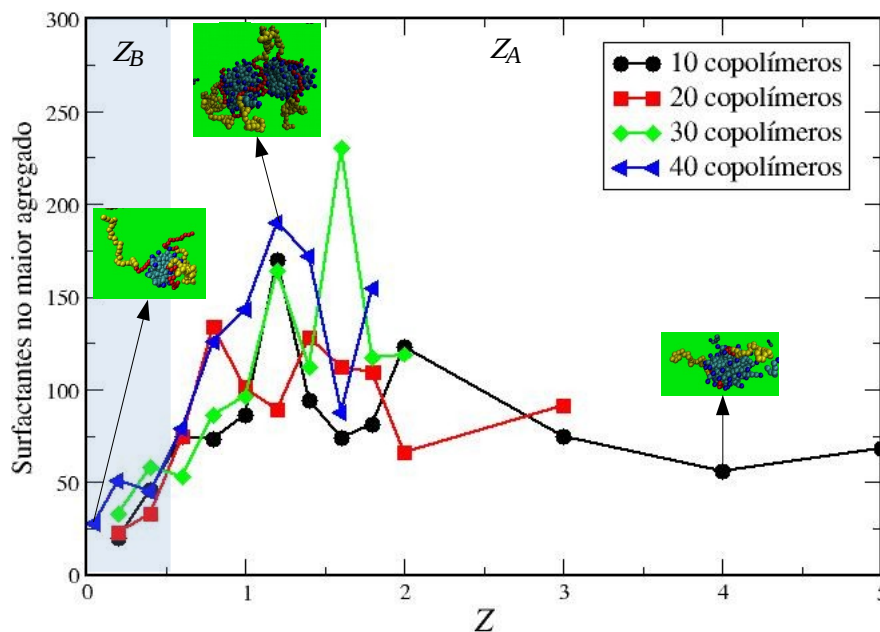 300
250
200
150
100
50
0
Surfactantes no maior agregado
Z_B
Z_A
10 copolímeros
20 copolímeros
30 copolímeros
40 copolímeros
0 1 2 3 4 5
Z